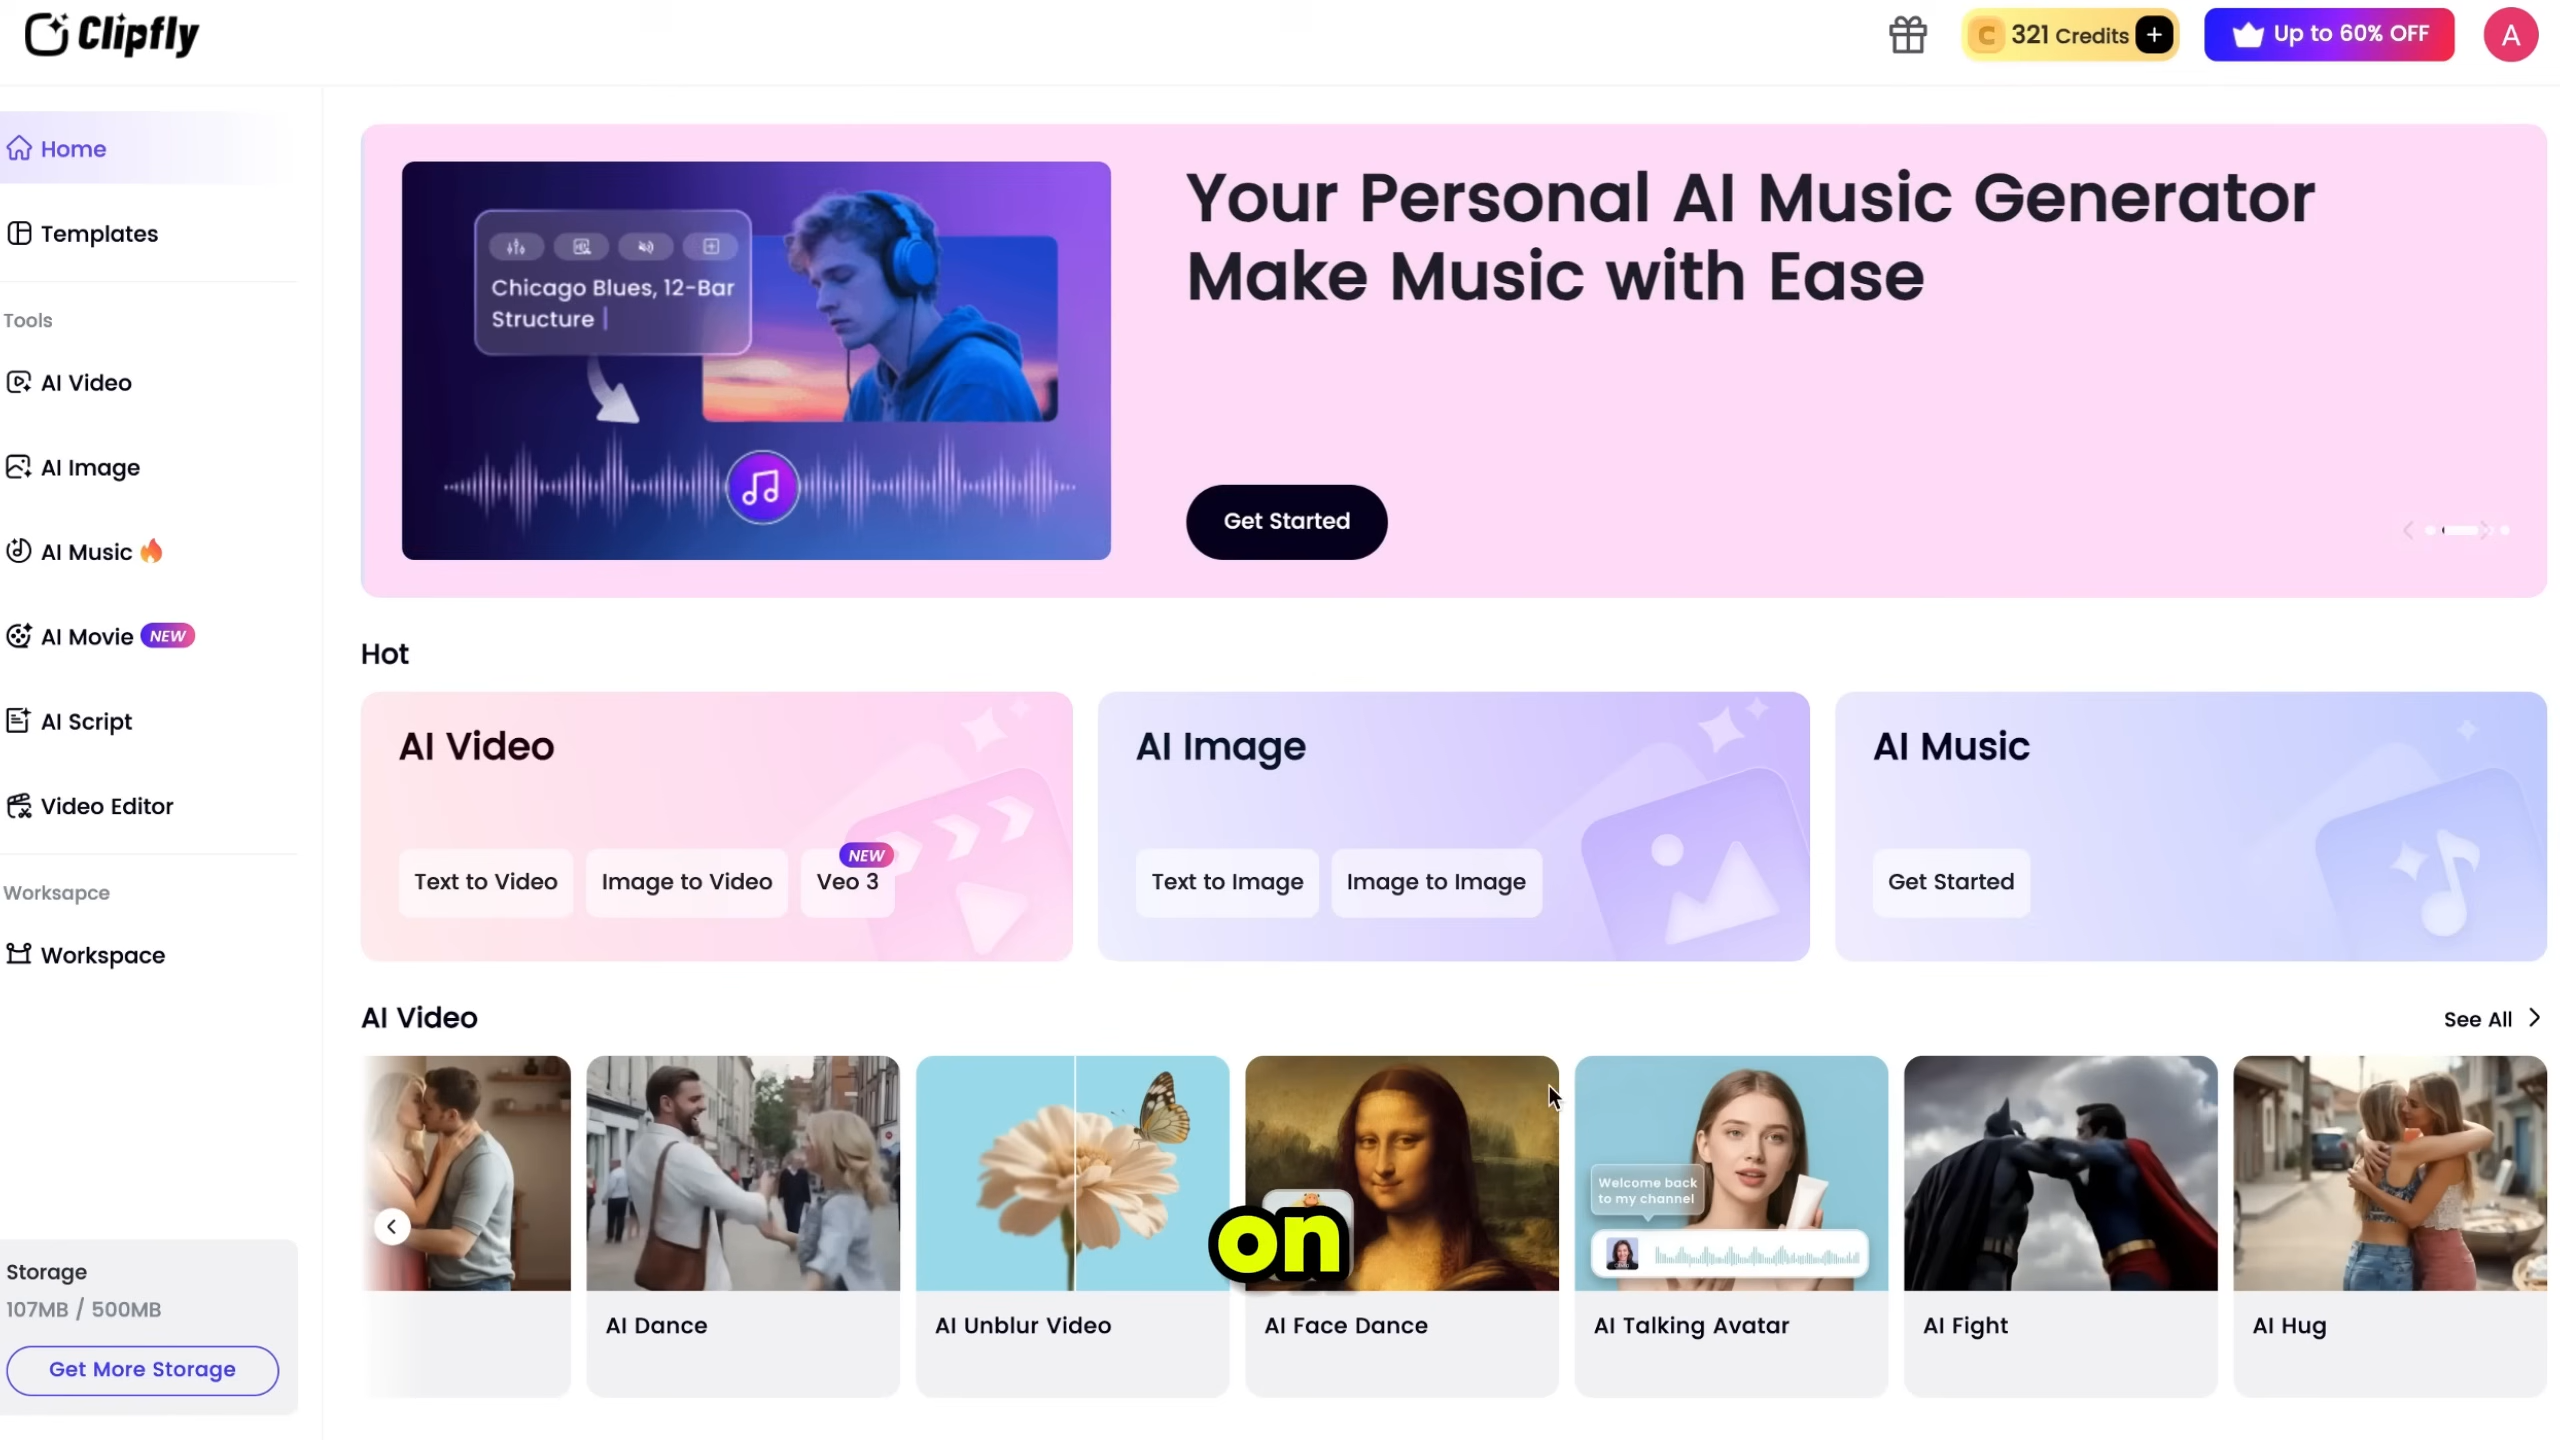 Clipfly
321 Credits +
Up to 60% OFF
A
Home
Templates
Tools
AI Video
AI Image
AI Music
AI Movie NEW
AI Script
Video Editor
Worksapce
Workspace
Storage
107MB / 500MB
Get More Storage
Chicago Blues, 12-Bar
Structure
Your Personal AI Music Generator
Make Music with Ease
Get Started
Hot
AI Video
Text to Video
Image to Video
Veo 3
NEW
AI Image
Text to Image
Image to Image
AI Music
Get Started
AI Video
See All
Welcome back
to my channel
on
AI Dance
AI Unblur Video
AI Face Dance
AI Talking Avatar
AI Fight
AI Hug